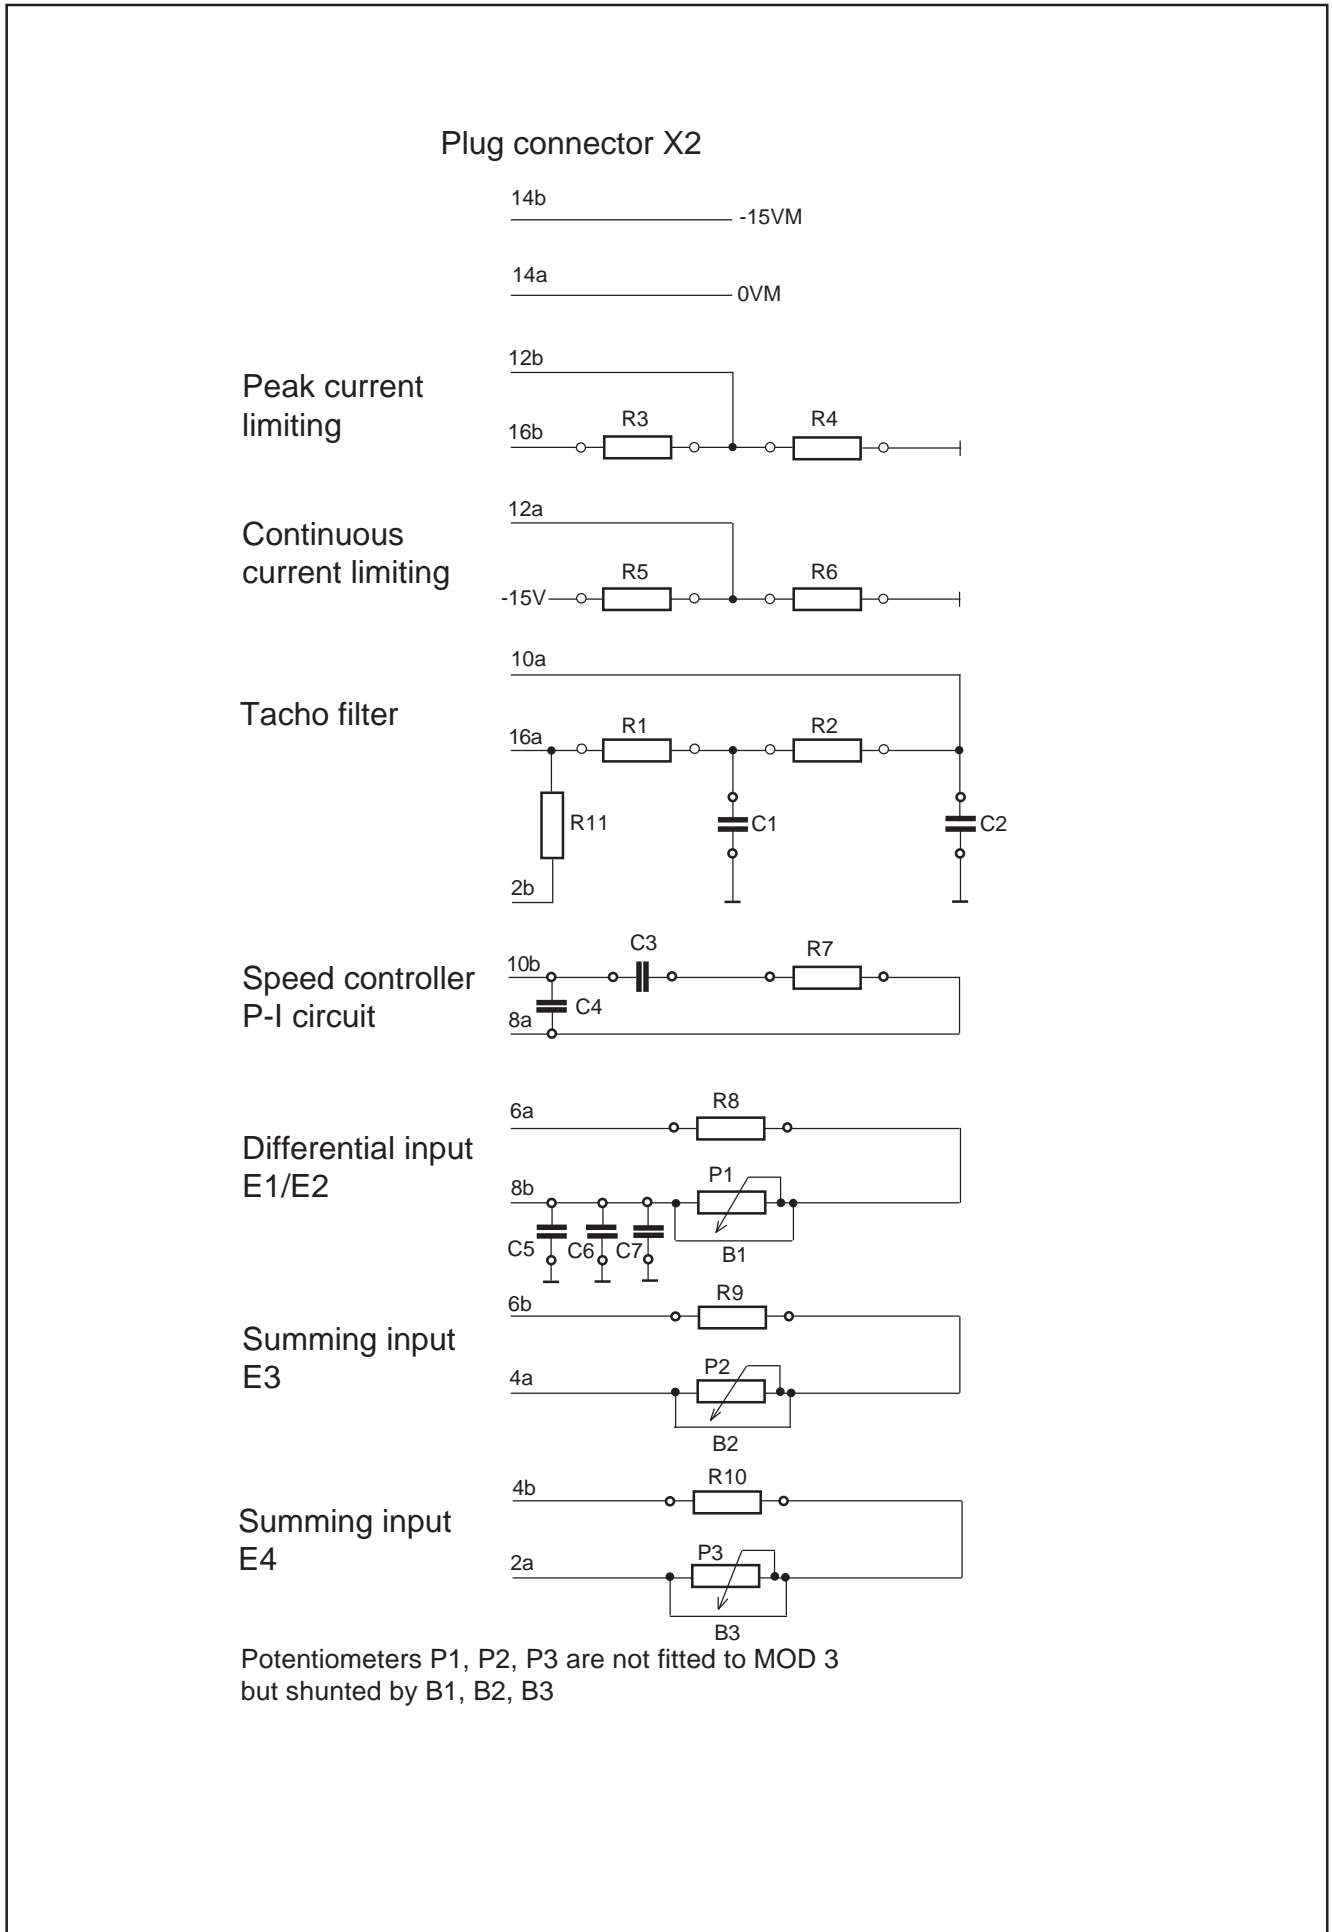 Plug connector X2
14b
-15VM
14a
0VM
12b
Peak current
limiting
R3
R4
16b
12a
Continuous
current limiting
R5
R6
-15V
10a
Tacho filter
R1
R2
16a
R11
C1
C2
2b
C3
R7
10b
Speed controller
P-I circuit
C4
8a
R8
6a
Differential input
E1/E2
P1
8b
C5
C6
C7
B1
R9
6b
Summing input
E3
P2
4a
B2
R10
4b
Summing input
E4
P3
2a
B3
Potentiometers P1, P2, P3 are not fitted to MOD 3
but shunted by B1, B2, B3